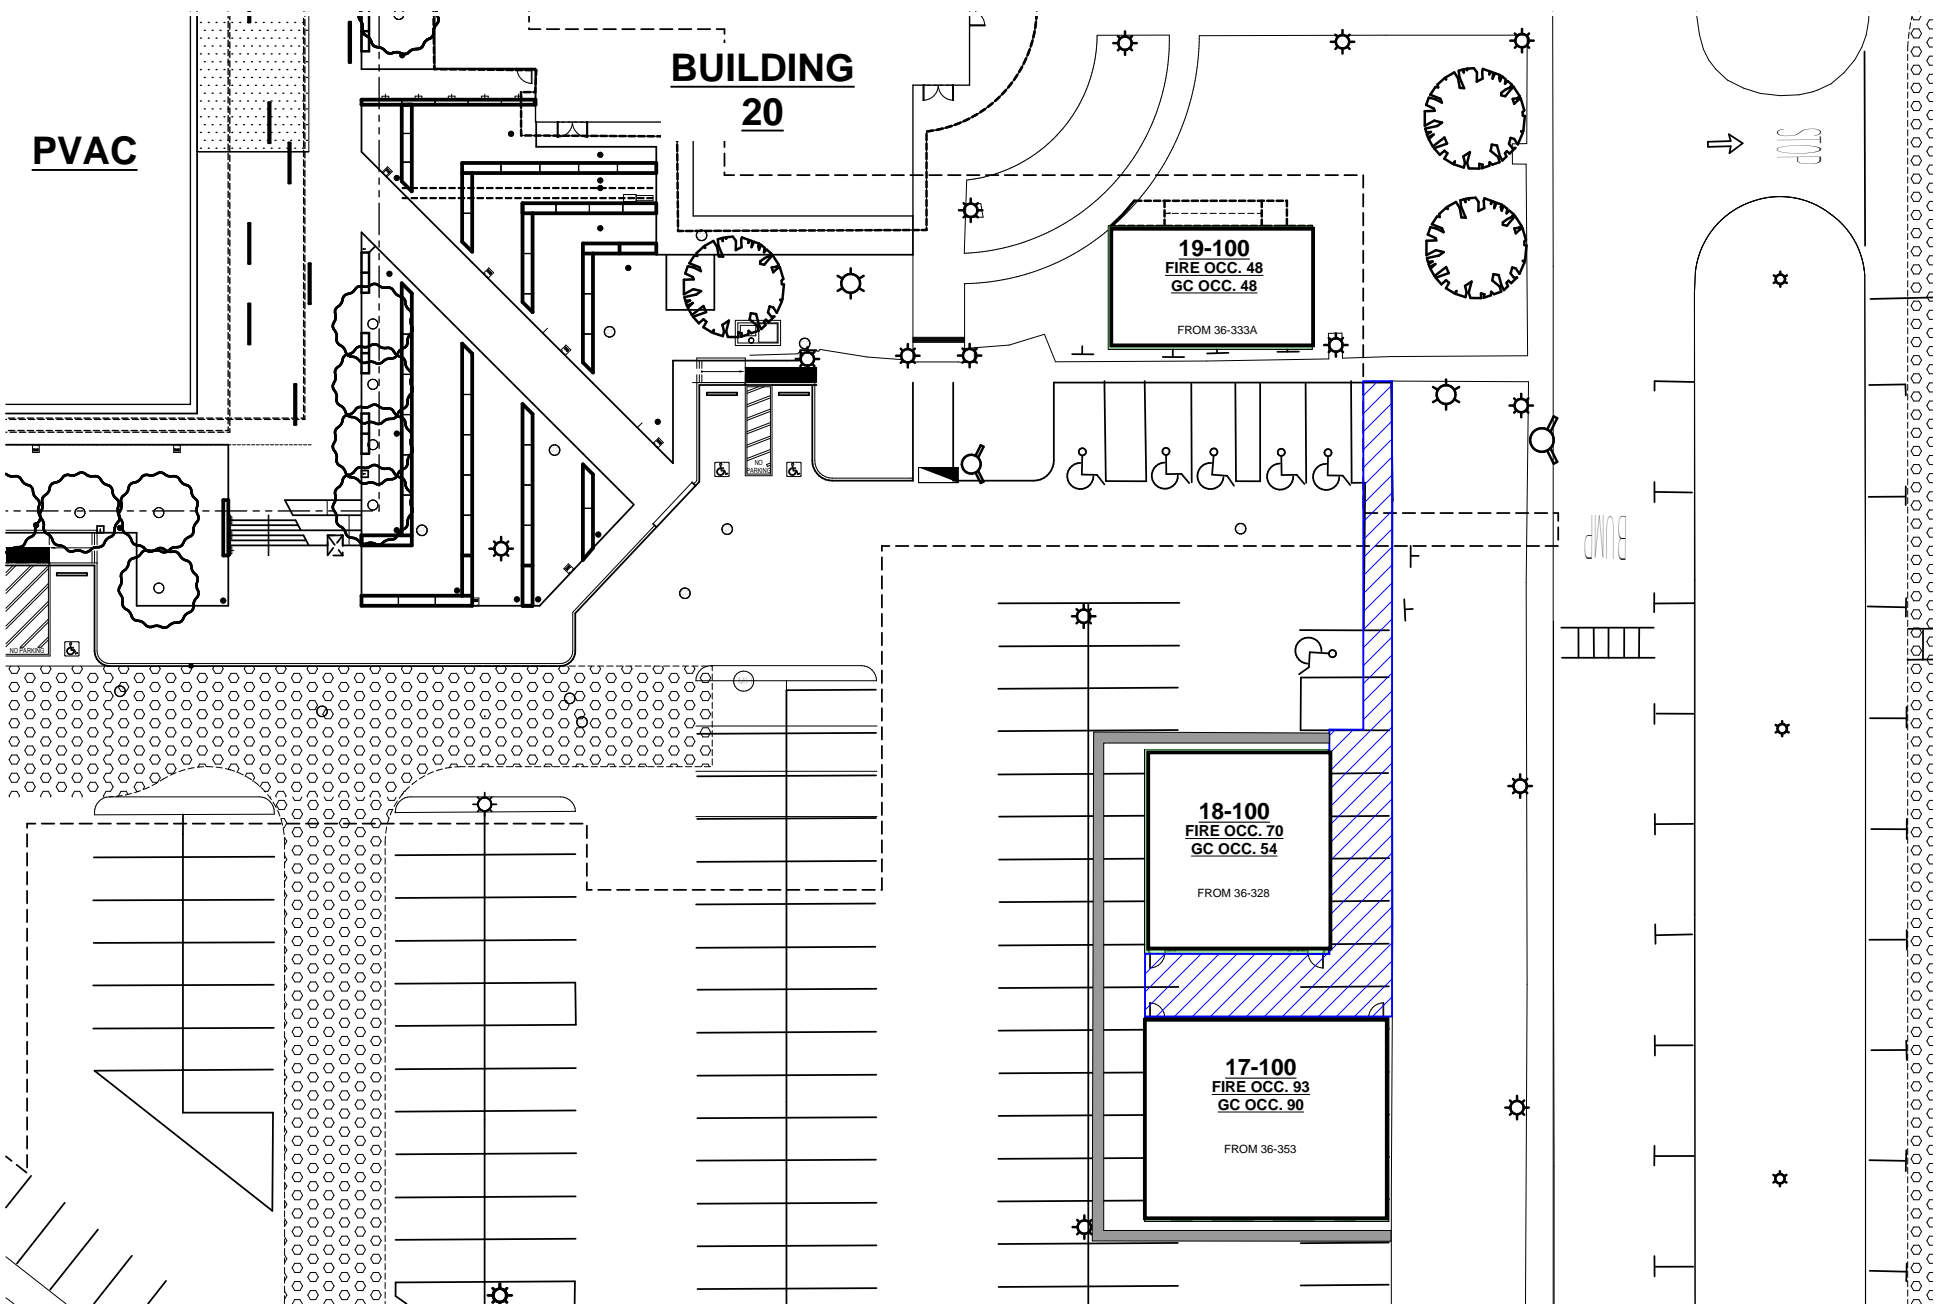 BUILDING
20
PVAC
STOP
19-100
FIRE OCC. 48
GC OCC. 48
FROM 36-333A
NO
PARKING
BUMP
NO PARKING
18-100
FIRE OCC. 70
GC OCC. 54
FROM 36-328
17-100
FIRE OCC. 93
GC OCC. 90
FROM 36-353